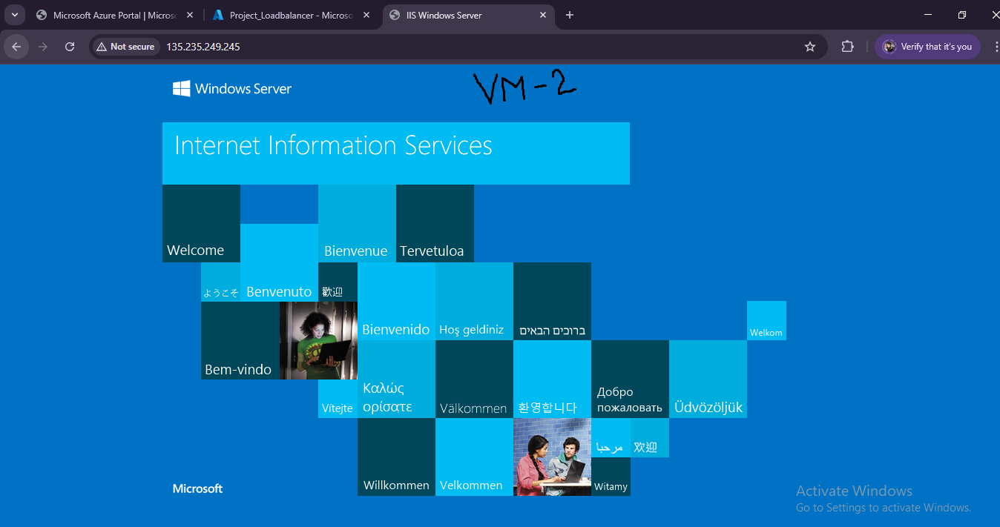 Microsoft Azure Portal | Microsc
Project_Loadbalancer - Microso
IIS Windows Server
Not secure
135.235.249.245
Verify that it's you
Windows Server
VM-2
Internet Information Services
Welcome
Bienvenue
Tervetuloa
ようこそ
Benvenuto
歡迎
Bienvenido
Hoş geldiniz
ברוכים הבאים
Welkom
Bem-vindo
Vítejte
Καλώς
ορίσατε
Välkommen
환영합니다
Добро
пожаловать
Üdvözöljük
Willkommen
Velkommen
مرحبا
欢迎
Witamy
Microsoft
Activate Windows
Go to Settings to activate Windows.